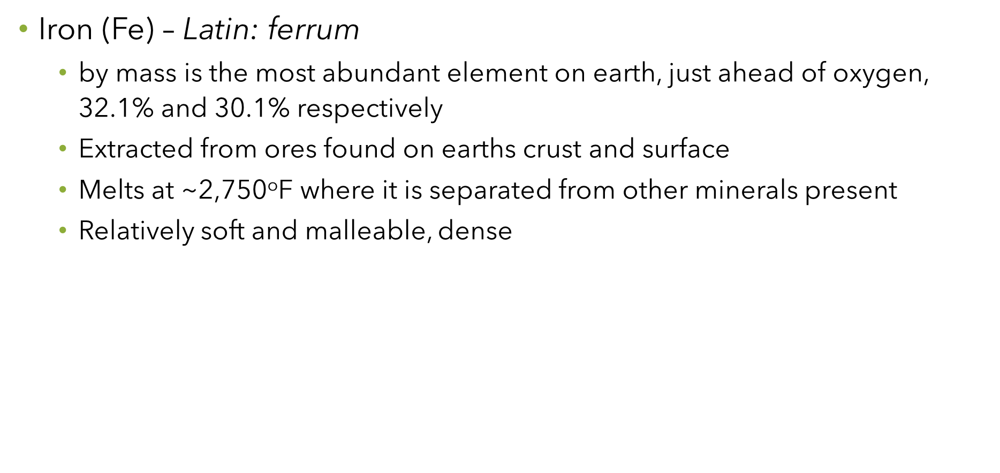 • Iron (Fe) – Latin: ferrum
• by mass is the most abundant element on earth, just ahead of oxygen,
32.1% and 30.1% respectively
• Extracted from ores found on earths crust and surface
• Melts at ~2,750ºF where it is separated from other minerals present
• Relatively soft and malleable, dense